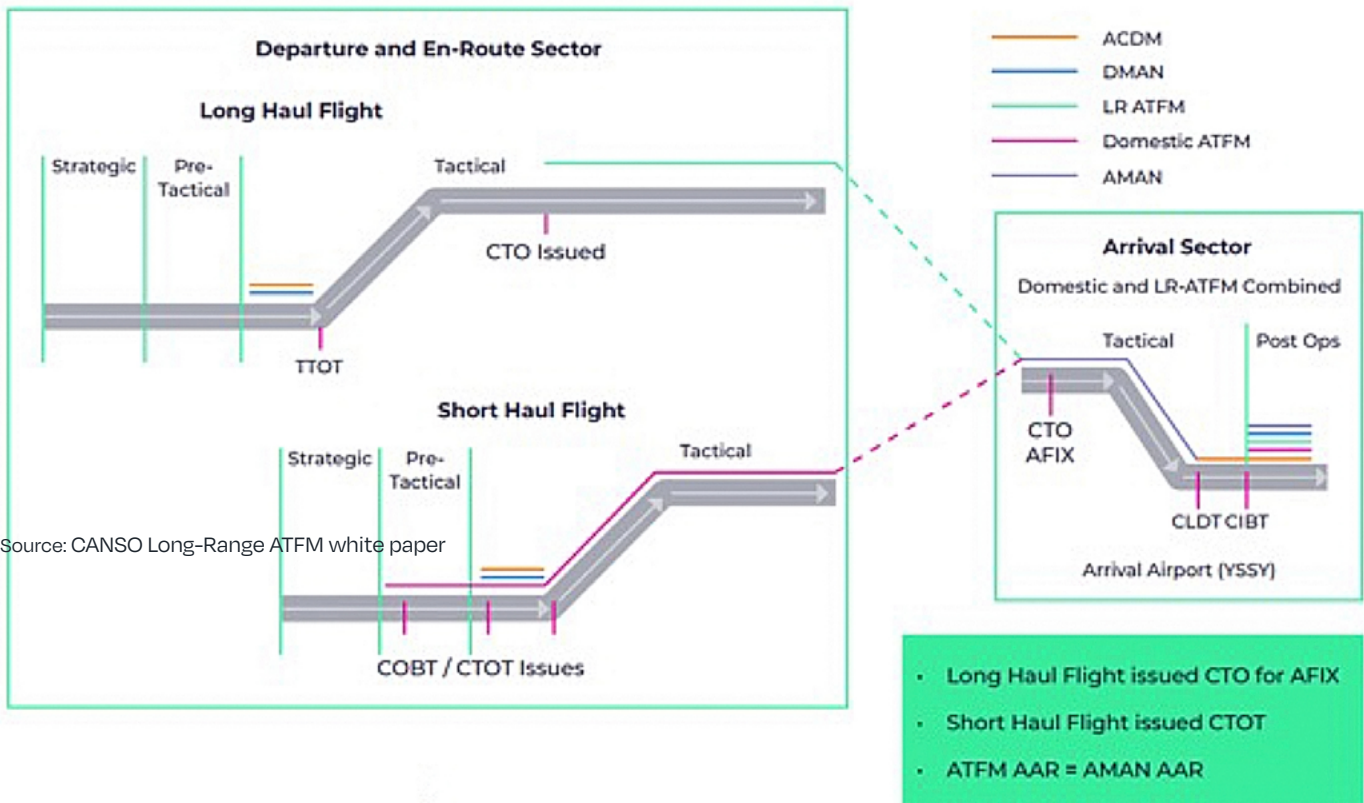 Departure and En-Route Sector
Long Haul Flight
Strategic
Pre-
Tactical
Tactical
CTO Issued
TTOT
Short Haul Flight
Strategic
Pre-
Tactical
Tactical
Source: CANSO Long-Range ATFM white paper
COBT / CTOT Issues
ACDM
DMAN
LR ATFM
Domestic ATFM
AMAN
Arrival Sector
Domestic and LR-ATFM Combined
Tactical
Post Ops
CTO
AFIX
CLDT CIBT
Arrival Airport (YSSY)
• Long Haul Flight issued CTO for AFIX
• Short Haul Flight issued CTOT
• ATFM AAR = AMAN AAR